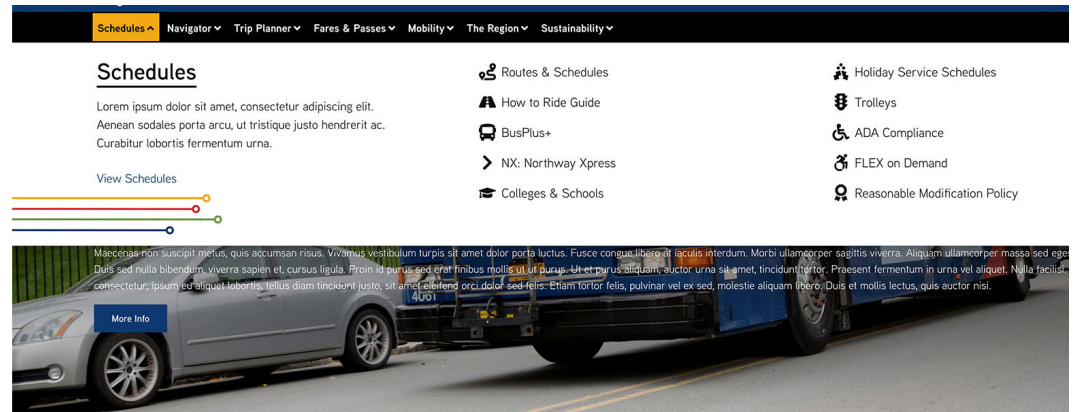 Schedules Navigator Trip Planner Fares & Passes Mobility The Region Sustainability
Schedules
Lorem ipsum dolor sit amet, consectetur adipiscing elit.
Aenean sodales porta arcu, ut tristique justo hendrerit ac.
Curabitur lobortis fermentum urna.
View Schedules
Routes & Schedules
How to Ride Guide
BusPlus+
NX: Northway Xpress
Colleges & Schools
Holiday Service Schedules
Trolleys
ADA Compliance
FLEX on Demand
Reasonable Modification Policy
Maecenas non suscipit metus, quis accumsan risus. Vivamus vestibulum turpis sit amet dolor porta luctus. Fusce congue libero at iaculis interdum. Morbi ullamcorper sagittis viverra. Aliquam ullamcorper massa sed eges
Duis sed nulla bibendum, viverra sapien et, cursus ligula. Proin id purus sed erat finibus mollis ut ut purus. Ut et purus aliquam, auctor urna sit amet, tincidunt tortor. Praesent fermentum in urna vel aliquet. Nulla facilisi.
consectetur, ipsum eu aliquet lobortis, tellus diam tincidunt justo, sit amet eleifend orci dolor sed felis. Etiam tortor felis, pulvinar vel ex sed, molestie aliquam libero. Duis et mollis lectus, quis auctor nisi.
4061
More Info